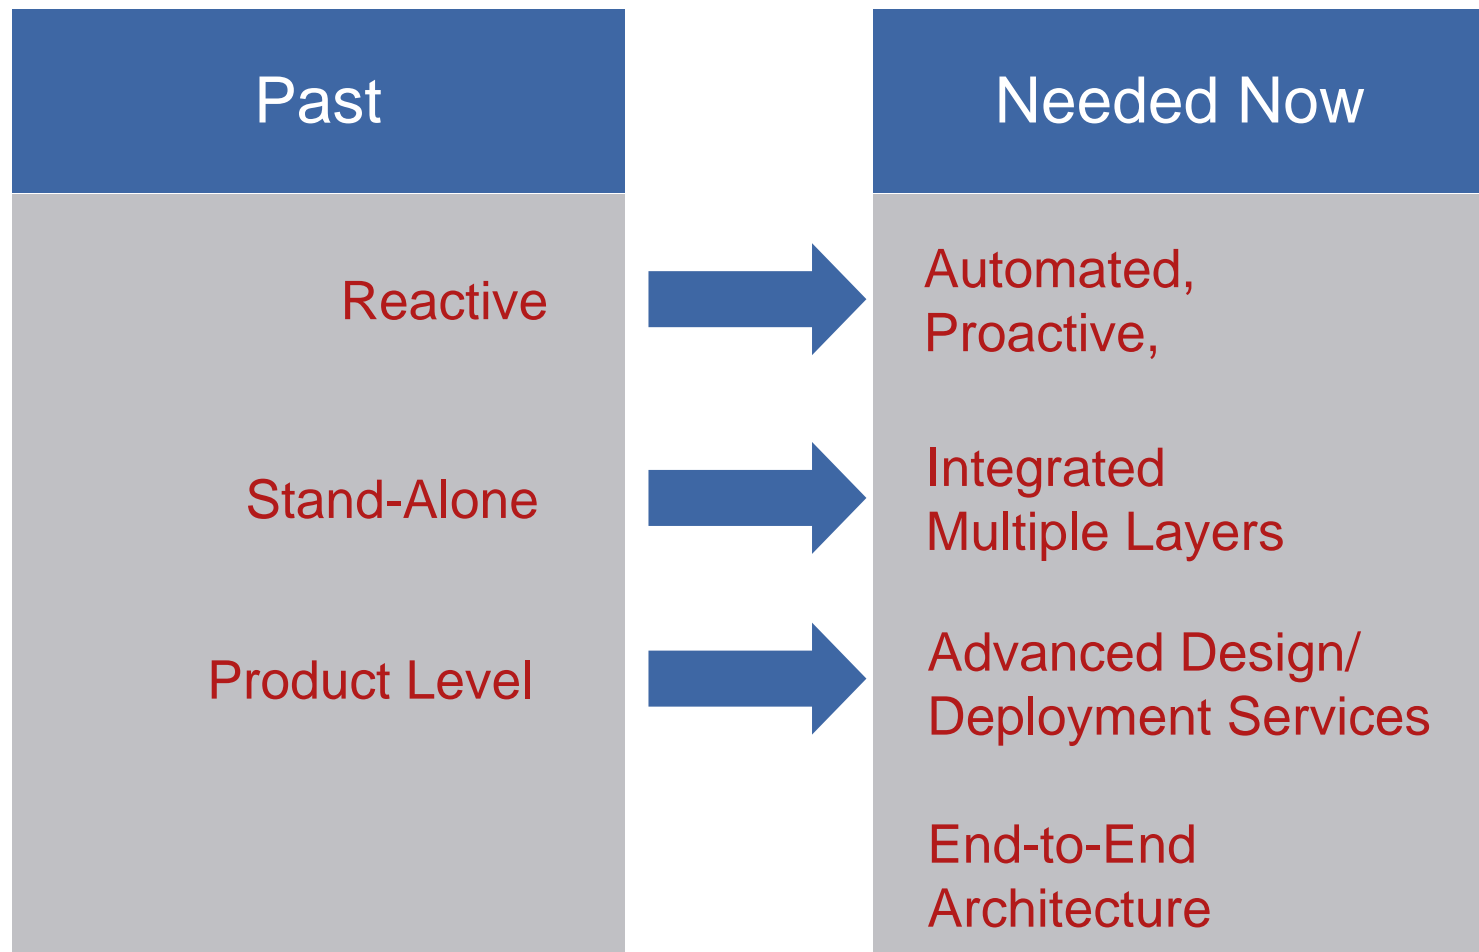 Past
Needed Now
Reactive
Automated,
Proactive,
Stand-Alone
Integrated
Multiple Layers
Product Level
Advanced Design/
Deployment Services
End-to-End
Architecture